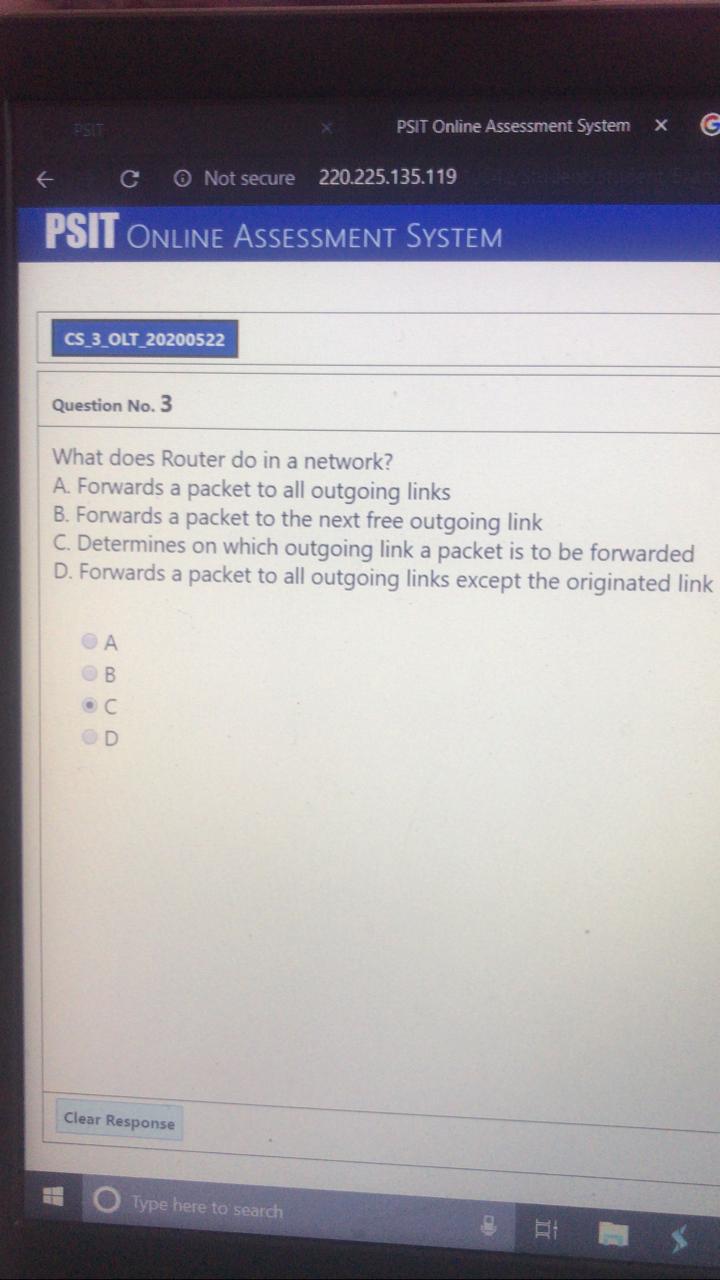 PSIT
PSIT Online Assessment System
Not secure 220.225.135.119
PSIT ONLINE ASSESSMENT SYSTEM
CS_3_OLT_20200522
Question No. 3
What does Router do in a network?
A. Forwards a packet to all outgoing links
B. Forwards a packet to the next free outgoing link
C. Determines on which outgoing link a packet is to be forwarded
D. Forwards a packet to all outgoing links except the originated link
A
B
C
D
Clear Response
Type here to search